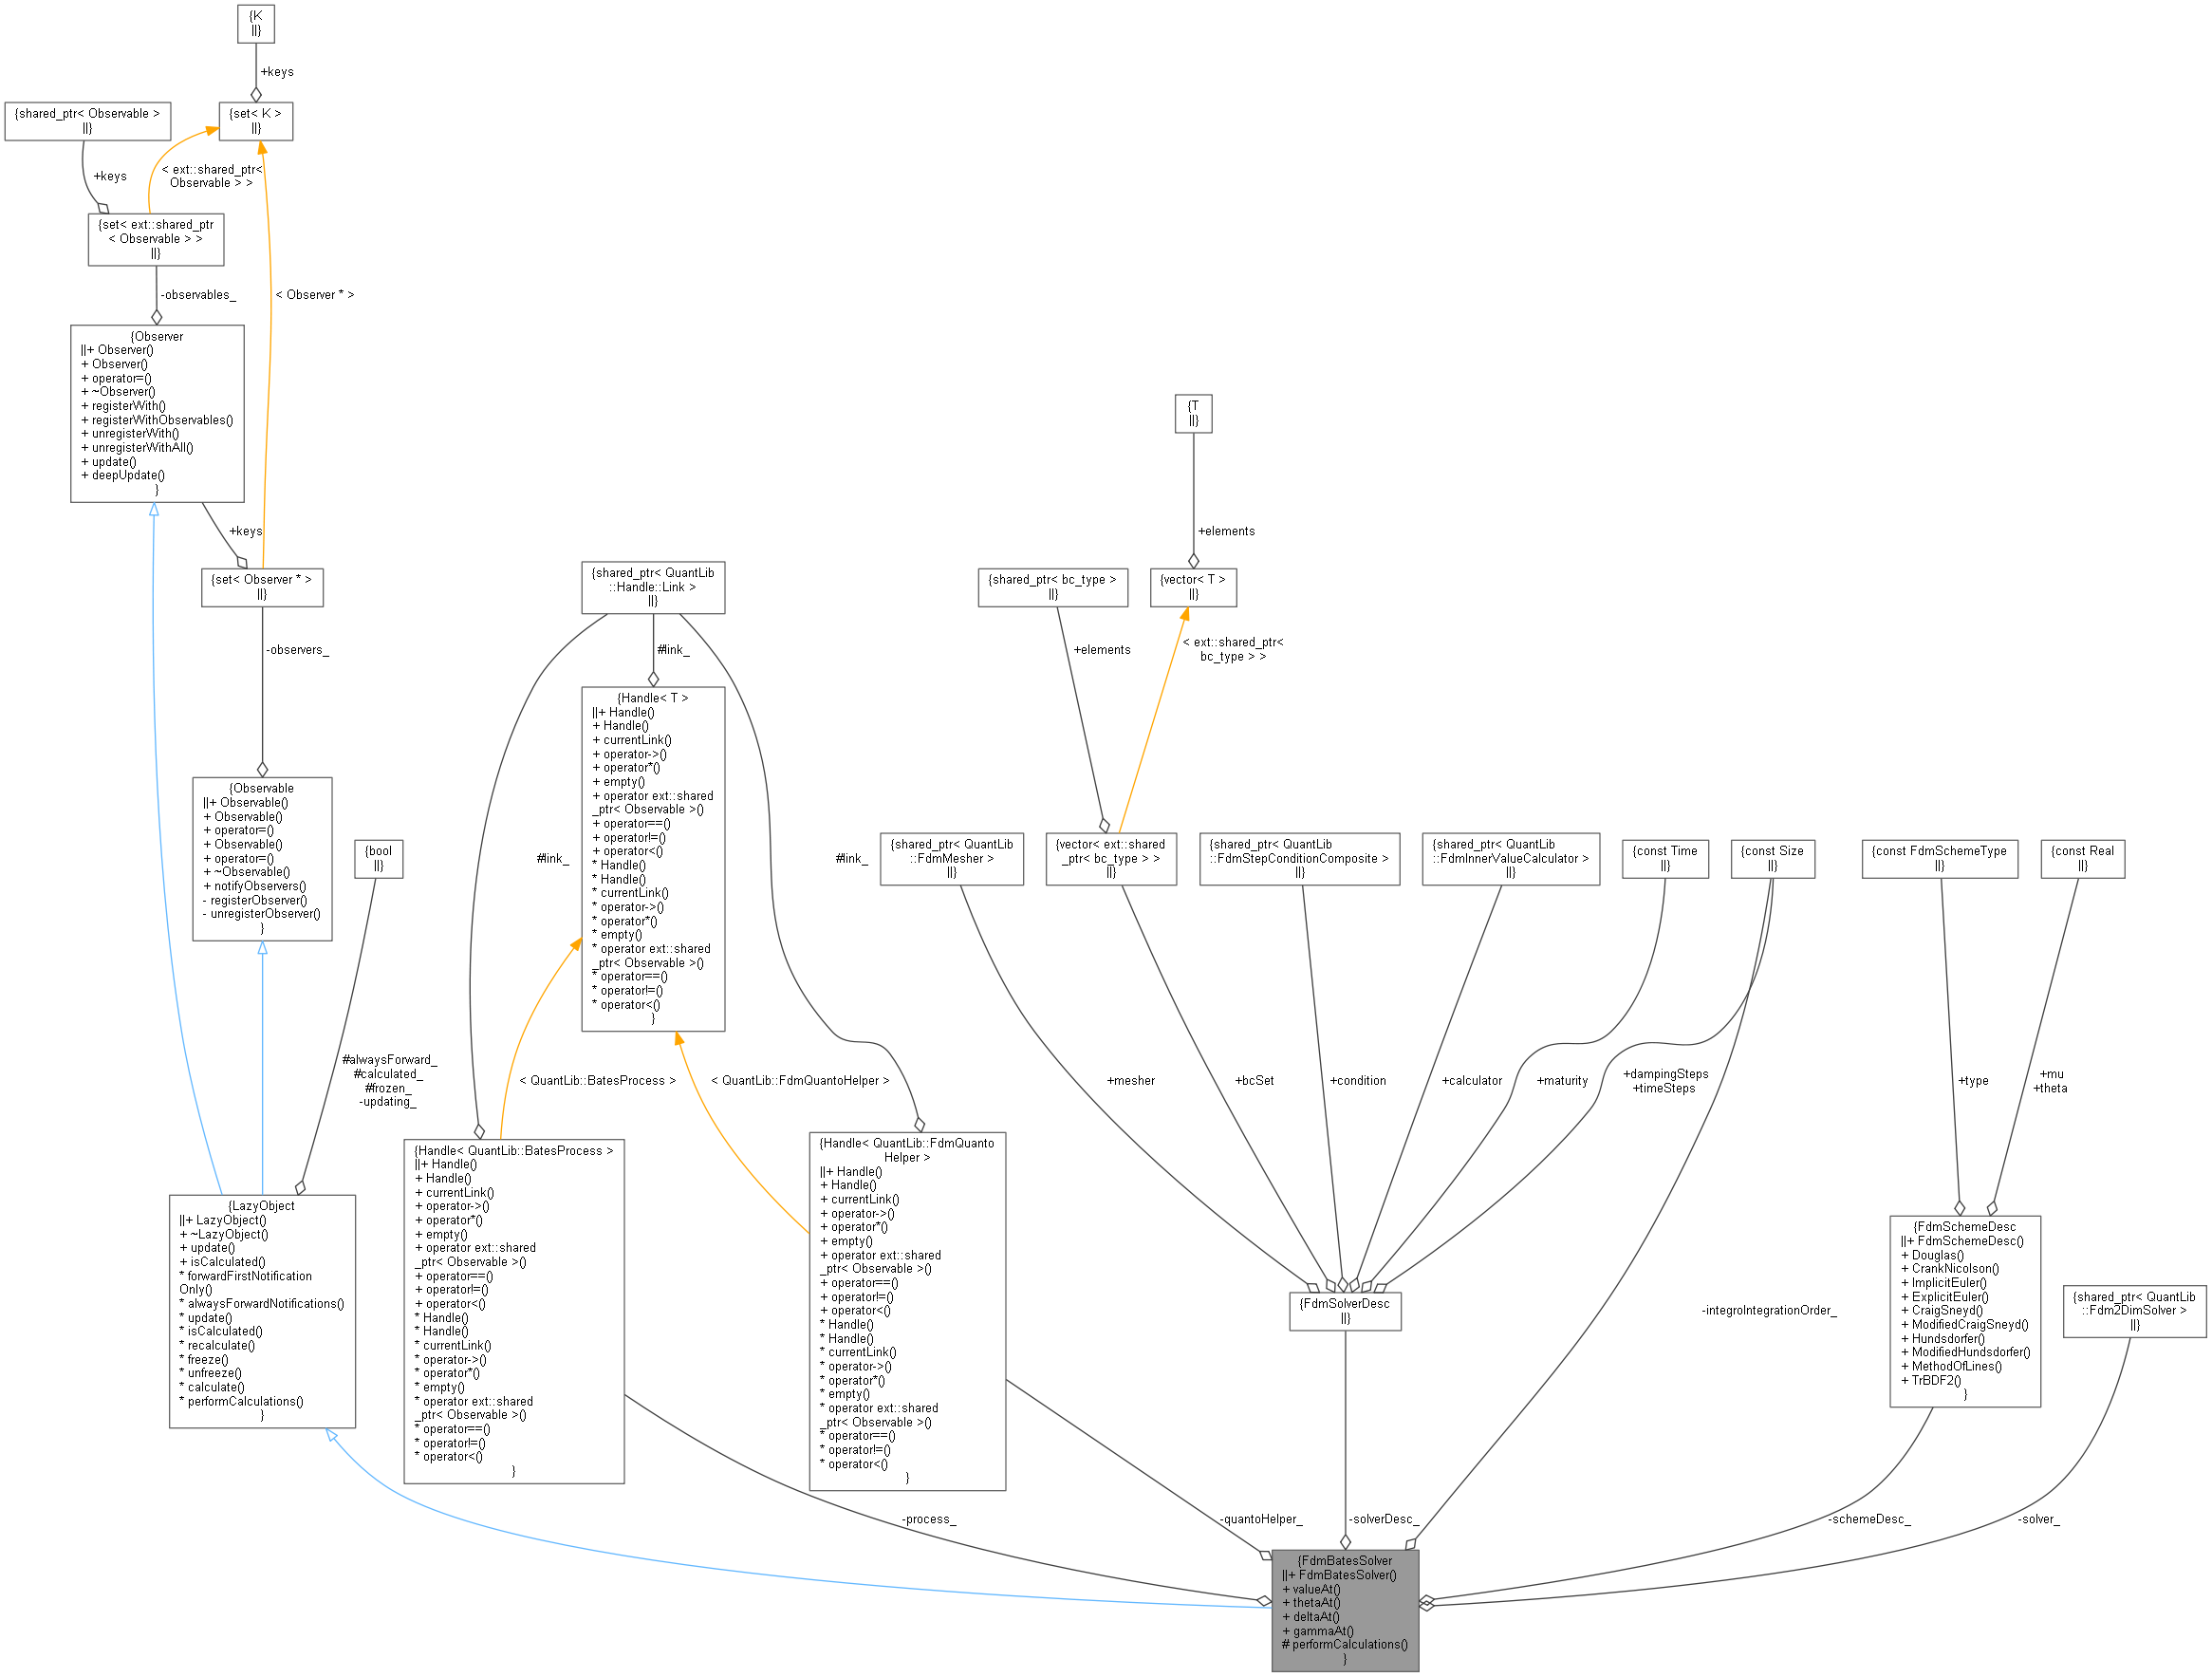 {K
||}
+keys
{shared_ptr< Observable >
||}
{set< K >
||}
+keys
< ext::shared_ptr<
Observable > >
{set< ext::shared_ptr
< Observable > >
||}
-observables_
< Observer * >
{Observer
||+ Observer()
+ Observer()
+ operator=()
+ ~Observer()
+ registerWith()
+ registerWithObservables()
+ unregisterWith()
+ unregisterWithAll()
+ update()
+ deepUpdate()
}
+keys
{set< Observer * >
||}
-observers_
{Observable
||+ Observable()
+ Observable()
+ operator=()
+ Observable()
+ operator=()
+ ~Observable()
+ notifyObservers()
- registerObserver()
- unregisterObserver()
}
{bool
||}
#alwaysForward_
#calculated_
#frozen_
-updating_
{LazyObject
||+ LazyObject()
+ ~LazyObject()
+ update()
+ isCalculated()
* forwardFirstNotification
Only()
* alwaysForwardNotifications()
* update()
* isCalculated()
* recalculate()
* freeze()
* unfreeze()
* calculate()
* performCalculations()
}
{shared_ptr< QuantLib
::Handle::Link >
||}
#link_
{Handle< T >
||+ Handle()
+ Handle()
+ currentLink()
+ operator->()
+ operator*()
+ empty()
+ operator ext::shared
_ptr< Observable >()
+ operator==()
+ operator!=()
+ operator<()
* Handle()
* Handle()
* currentLink()
* operator->()
* operator*()
* empty()
* operator ext::shared
_ptr< Observable >()
* operator==()
* operator!=()
* operator<()
}
#link_
#link_
< QuantLib::BatesProcess >
< QuantLib::FdmQuantoHelper >
{Handle< QuantLib::BatesProcess >
||+ Handle()
+ Handle()
+ currentLink()
+ operator->()
+ operator*()
+ empty()
+ operator ext::shared
_ptr< Observable >()
+ operator==()
+ operator!=()
+ operator<()
* Handle()
* Handle()
* currentLink()
* operator->()
* operator*()
* empty()
* operator ext::shared
_ptr< Observable >()
* operator==()
* operator!=()
* operator<()
}
{Handle< QuantLib::FdmQuanto
Helper >
||+ Handle()
+ Handle()
+ currentLink()
+ operator->()
+ operator*()
+ empty()
+ operator ext::shared
_ptr< Observable >()
+ operator==()
+ operator!=()
+ operator<()
* Handle()
* Handle()
* currentLink()
* operator->()
* operator*()
* empty()
* operator ext::shared
_ptr< Observable >()
* operator==()
* operator!=()
* operator<()
}
{T
||}
+elements
{shared_ptr< bc_type >
||}
{vector< T >
||}
+elements
< ext::shared_ptr<
bc_type > >
{shared_ptr< QuantLib
::FdmMesher >
||}
{vector< ext::shared
_ptr< bc_type > >
||}
{shared_ptr< QuantLib
::FdmStepConditionComposite >
||}
{shared_ptr< QuantLib
::FdmInnerValueCalculator >
||}
{const Time
||}
{const Size
||}
{const FdmSchemeType
||}
{const Real
||}
+mesher
+bcSet
+condition
+calculator
+maturity
+dampingSteps
+timeSteps
+type
+mu
+theta
{FdmSolverDesc
||}
-integroIntegrationOrder_
{FdmSchemeDesc
||+ FdmSchemeDesc()
+ Douglas()
+ CrankNicolson()
+ ImplicitEuler()
+ ExplicitEuler()
+ CraigSneyd()
+ ModifiedCraigSneyd()
+ Hundsdorfer()
+ ModifiedHundsdorfer()
+ MethodOfLines()
+ TrBDF2()
}
{shared_ptr< QuantLib
::Fdm2DimSolver >
||}
-process_
-quantoHelper_
-solverDesc_
-schemeDesc_
-solver_
{FdmBatesSolver
||+ FdmBatesSolver()
+ valueAt()
+ thetaAt()
+ deltaAt()
+ gammaAt()
# performCalculations()
}